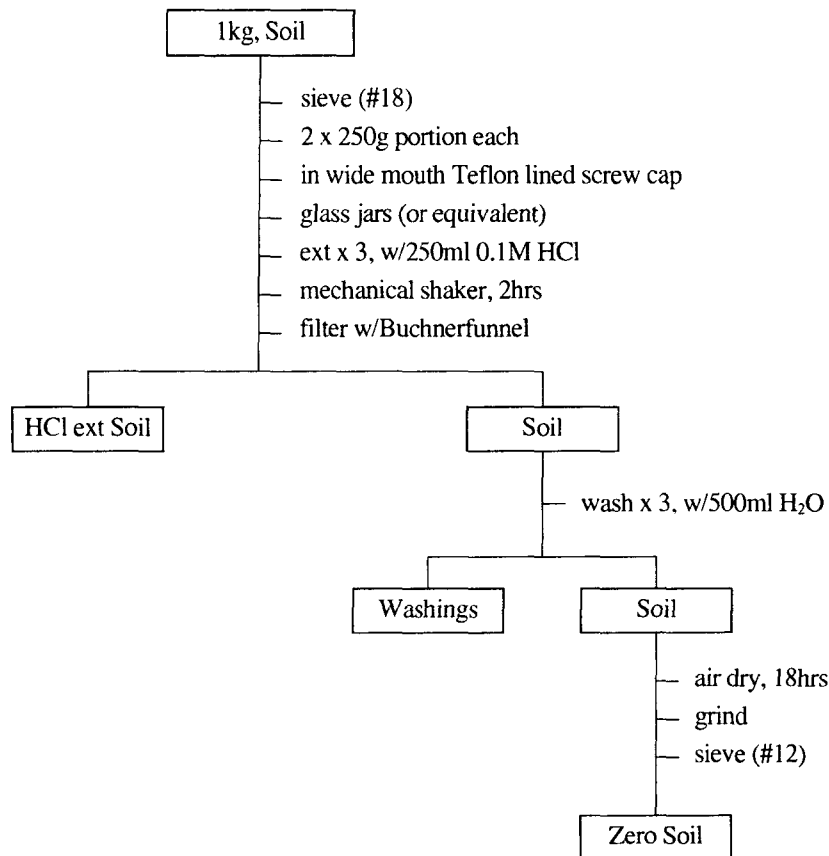 1kg, Soil
sieve (#18)
2 x 250g portion each
in wide mouth Teflon lined screw cap
glass jars (or equivalent)
ext x 3, w/250ml 0.1M HCl
mechanical shaker, 2hrs
filter w/Buchnerfunnel
HCl ext Soil
Soil
wash x 3, w/500ml H₂O
Washings
Soil
air dry, 18hrs
grind
sieve (#12)
Zero Soil